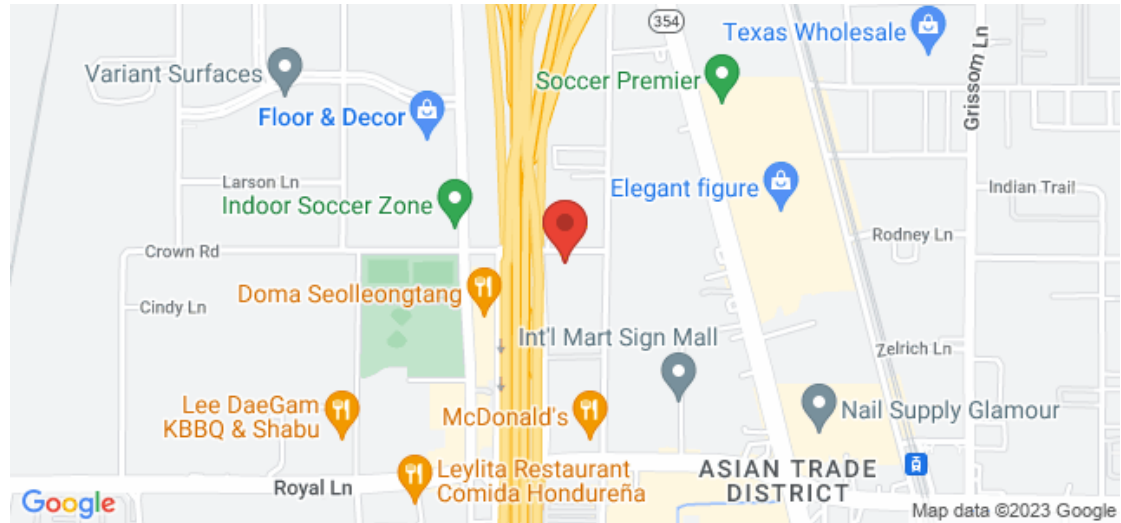 354
Texas Wholesale
Grissom Ln
Soccer Premier
Variant Surfaces
Floor & Decor
Larson Ln
Indoor Soccer Zone
Elegant figure
Indian Trail
Rodney Ln
Crown Rd
Doma Seolleongtang
Cindy Ln
Int'l Mart Sign Mall
Zelrich Ln
Lee DaeGam
KBBQ & Shabu
McDonald's
Nail Supply Glamour
Leylita Restaurant
Comida Hondureña
ASIAN TRADE
DISTRICT
Royal Ln
Google
Map data ©2023 Google